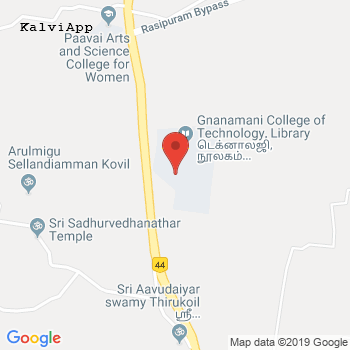 KalviApp
Rasipuram Bypass
Paavai Arts
and Science
College for
Women
Gnanamani College of
Technology, Library
டெக்னாலஜி,
நூலகம்...
Arulmigu
Sellandiamman Kovil
Sri Sadhurvedhanathar
Temple
44
Sri Aavudaiyar
swamy Thirukoil
ஸ்ரீ...
Google
Map data ©2019 Google